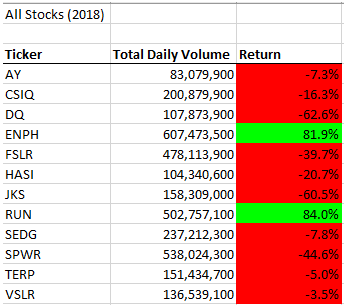 All Stocks (2018)
Ticker Total Daily Volume Return
AY 83,079,900 -7.3%
CSIQ 200,879,900 -16.3%
DQ 107,873,900 -62.6%
ENPH 607,473,500 81.9%
FSLR 478,113,900 -39.7%
HASI 104,340,600 -20.7%
JKS 158,309,000 -60.5%
RUN 502,757,100 84.0%
SEDG 237,212,300 -7.8%
SPWR 538,024,300 -44.6%
TERP 151,434,700 -5.0%
VSLR 136,539,100 -3.5%